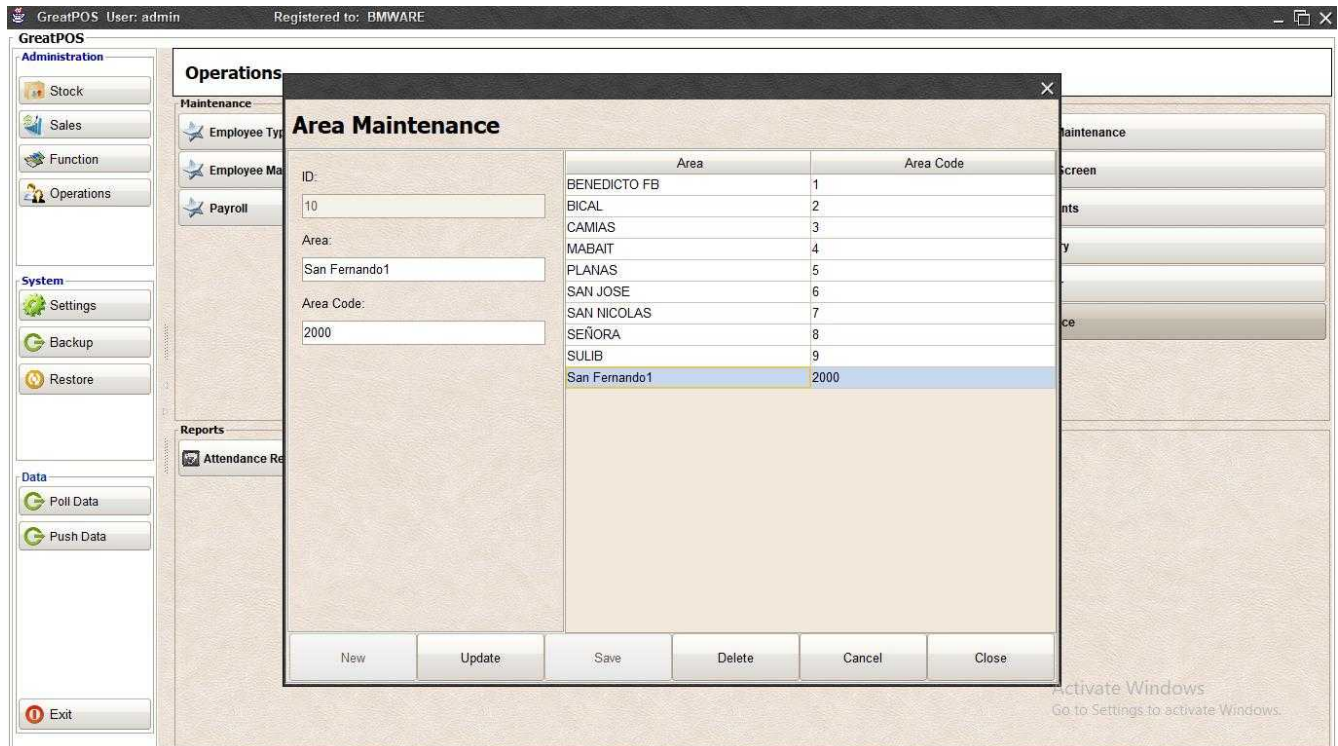 GreatPOS User: admin Registered to: BMWARE
GreatPOS
Administration
Stock
Sales
Function
Operations
System
Settings
Backup
Restore
Data
Poll Data
Push Data
Exit
Operations
Maintenance
Employee Typ
Employee Ma
Payroll
Reports
Attendance Re
Area Maintenance
ID:
10
Area:
San Fernando1
Area Code:
2000
Area Area Code
BENEDICTO FB 1
BICAL 2
CAMIAS 3
MABAIT 4
PLANAS 5
SAN JOSE 6
SAN NICOLAS 7
SEÑORA 8
SULIB 9
San Fernando1 2000
New Update Save Delete Cancel Close
Maintenance
Screen
nts
y
ce
Activate Windows
Go to Settings to activate Windows.